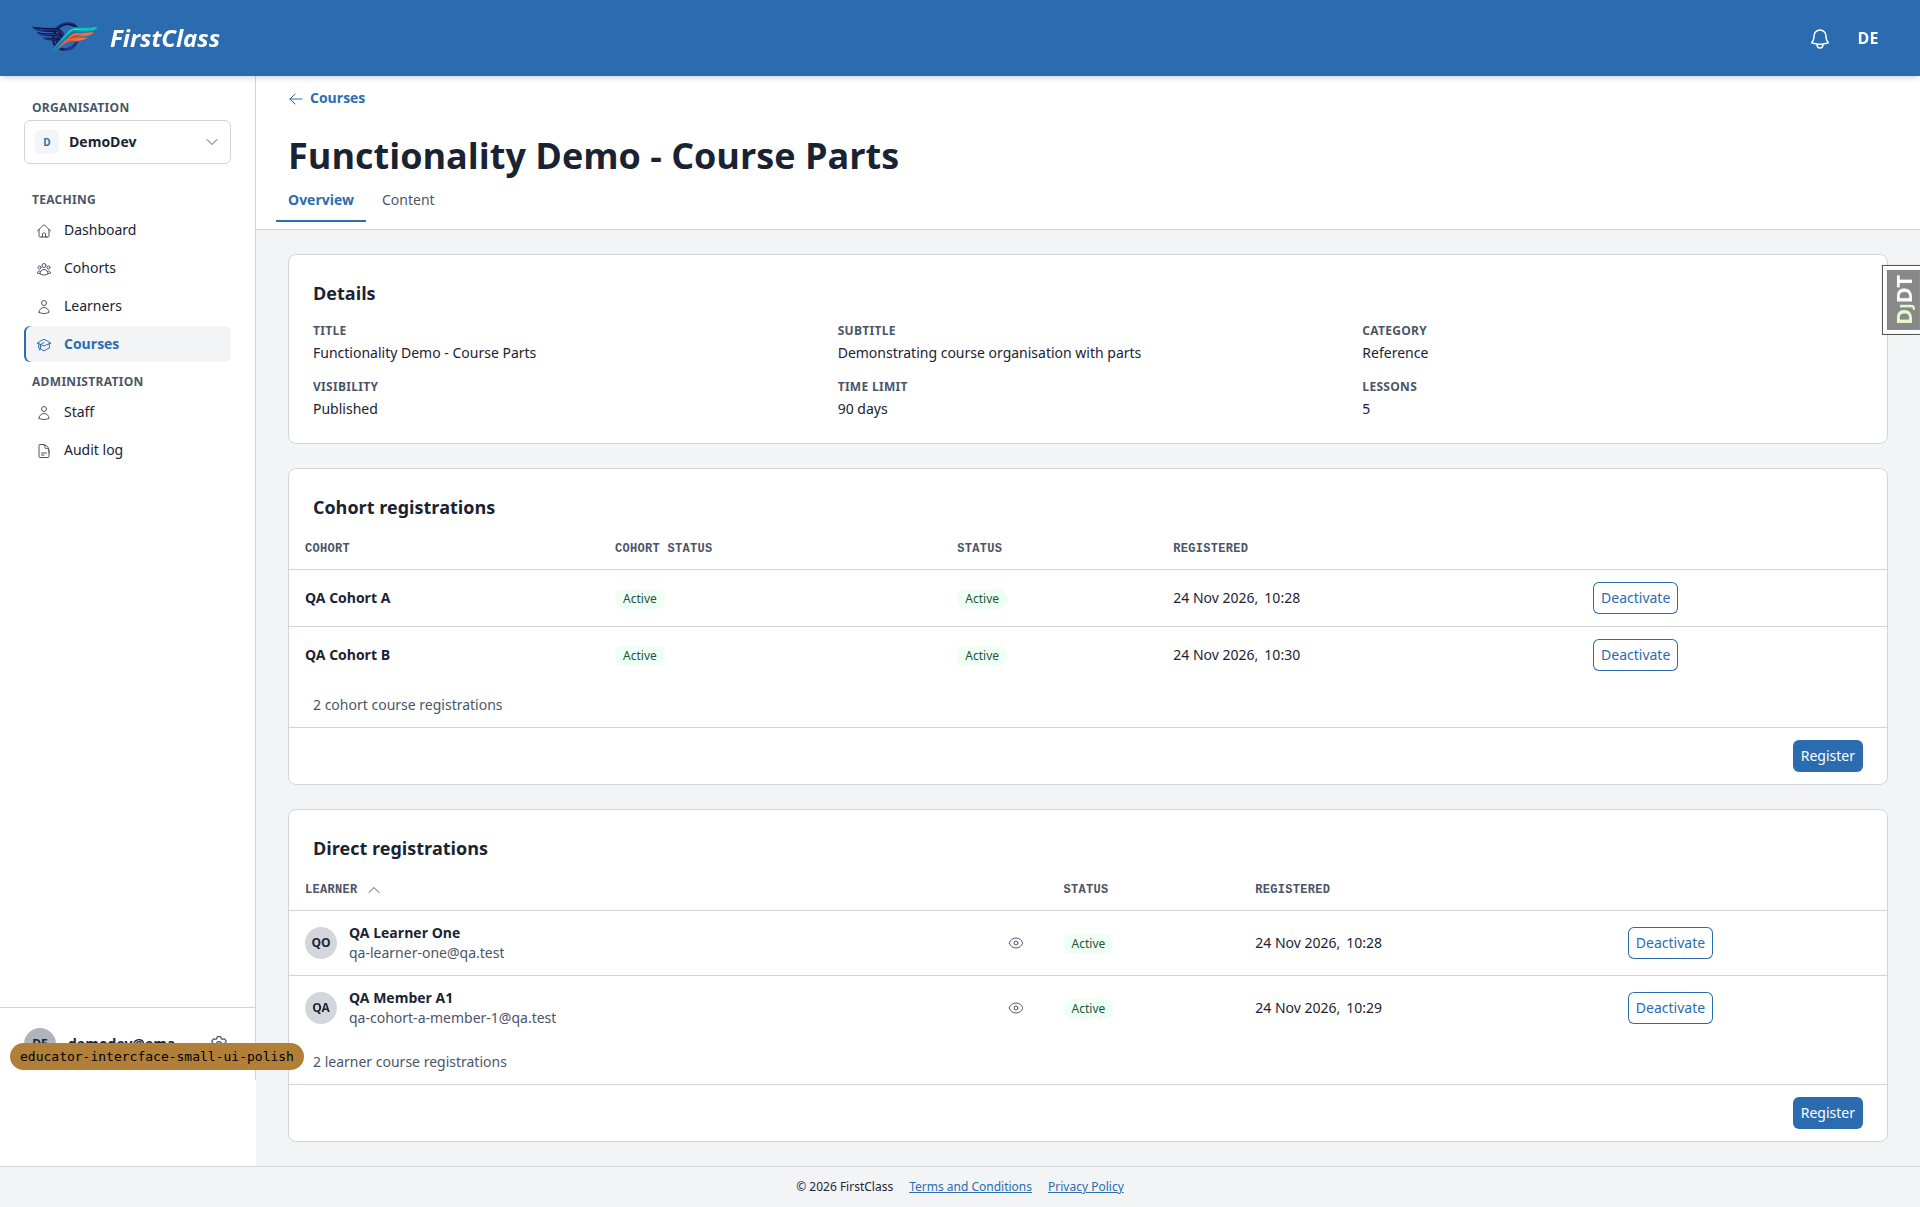 FirstClass
DE
ORGANISATION
D DemoDev
TEACHING
Dashboard
Cohorts
Learners
Courses
ADMINISTRATION
Staff
Audit log
educator-intercface-small-ui-polish
Courses
Functionality Demo - Course Parts
Overview Content
Details
TITLE SUBTITLE CATEGORY
Functionality Demo - Course Parts Demonstrating course organisation with parts Reference
VISIBILITY TIME LIMIT LESSONS
Published 90 days 5
Cohort registrations
COHORT COHORT STATUS STATUS REGISTERED
QA Cohort A Active Active 24 Nov 2026, 10:28 Deactivate
QA Cohort B Active Active 24 Nov 2026, 10:30 Deactivate
2 cohort course registrations
Register
Direct registrations
LEARNER STATUS REGISTERED
QO QA Learner One Active 24 Nov 2026, 10:28 Deactivate
qa-learner-one@qa.test
QA QA Member A1 Active 24 Nov 2026, 10:29 Deactivate
qa-cohort-a-member-1@qa.test
2 learner course registrations
Register
DjDT
© 2026 FirstClass Terms and Conditions Privacy Policy